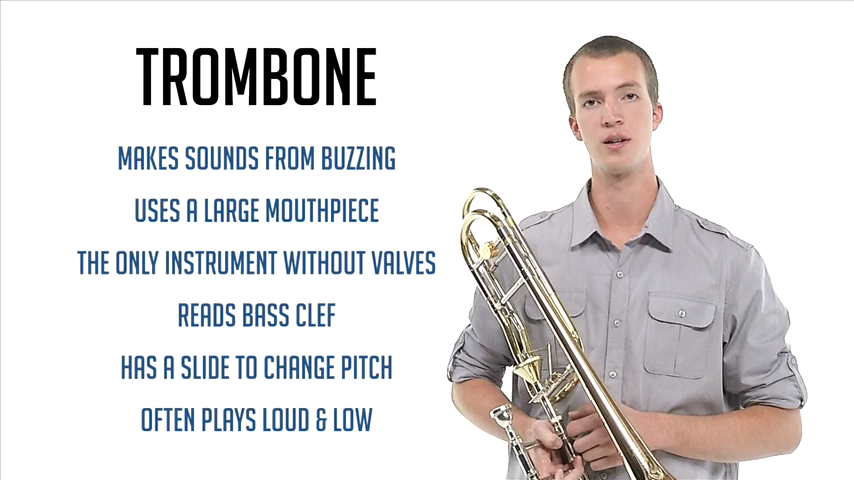 TROMBONE
MAKES SOUNDS FROM BUZZING
USES A LARGE MOUTHPIECE
THE ONLY INSTRUMENT WITHOUT VALVES
READS BASS CLEF
HAS A SLIDE TO CHANGE PITCH
OFTEN PLAYS LOUD & LOW